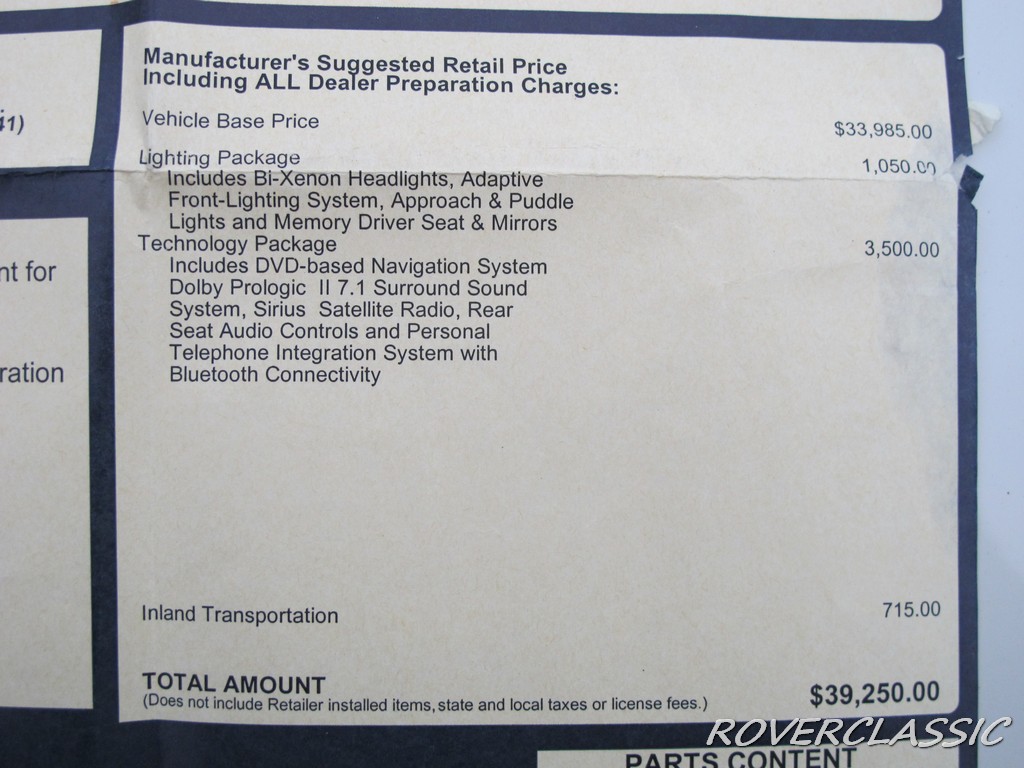 Manufacturer's Suggested Retail Price
Including ALL Dealer Preparation Charges:
41)
Vehicle Base Price $33,985.00
Lighting Package 1,050.00
Includes Bi-Xenon Headlights, Adaptive
Front-Lighting System, Approach & Puddle
Lights and Memory Driver Seat & Mirrors
Technology Package 3,500.00
Includes DVD-based Navigation System
nt for
Dolby Prologic II 7.1 Surround Sound
System, Sirius Satellite Radio, Rear
Seat Audio Controls and Personal
Telephone Integration System with
ration
Bluetooth Connectivity
Inland Transportation 715.00
TOTAL AMOUNT $39,250.00
(Does not include Retailer installed items, state and local taxes or license fees.)
ROVERCLASSIC
PARTS CONTENT